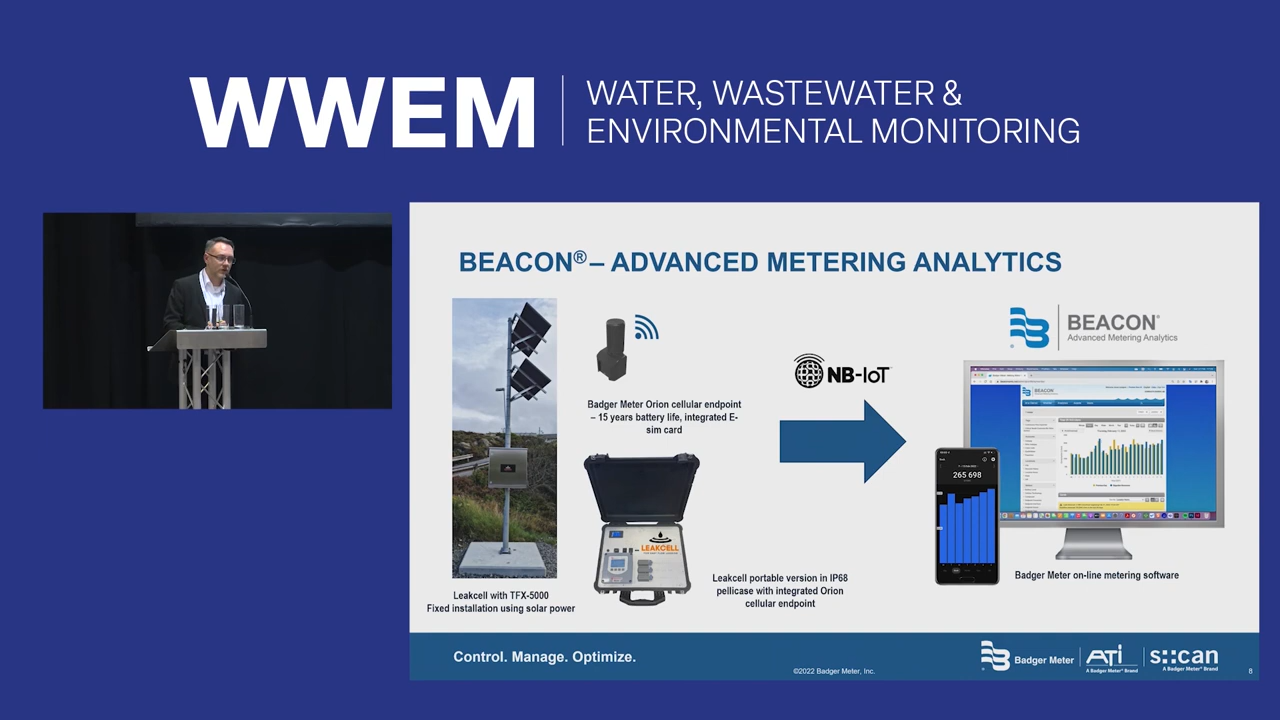 WWEM
WATER, WASTEWATER &
ENVIRONMENTAL MONITORING
BEACON® – ADVANCED METERING ANALYTICS
BEACON®
Advanced Metering Analytics
NB-IoT
Badger Meter Orion cellular endpoint
– 15 years battery life, integrated E-
sim card
BEACON
265 698
LEAKCELL
Leakcell portable version in IP68
pellicase with integrated Orion
cellular endpoint
Badger Meter on-line metering software
Leakcell with TFX-5000
Fixed installation using solar power
Control. Manage. Optimize.
©2022 Badger Meter, Inc.
Badger Meter
ATi
A Badger Meter® Brand
s::can
A Badger Meter® Brand
8